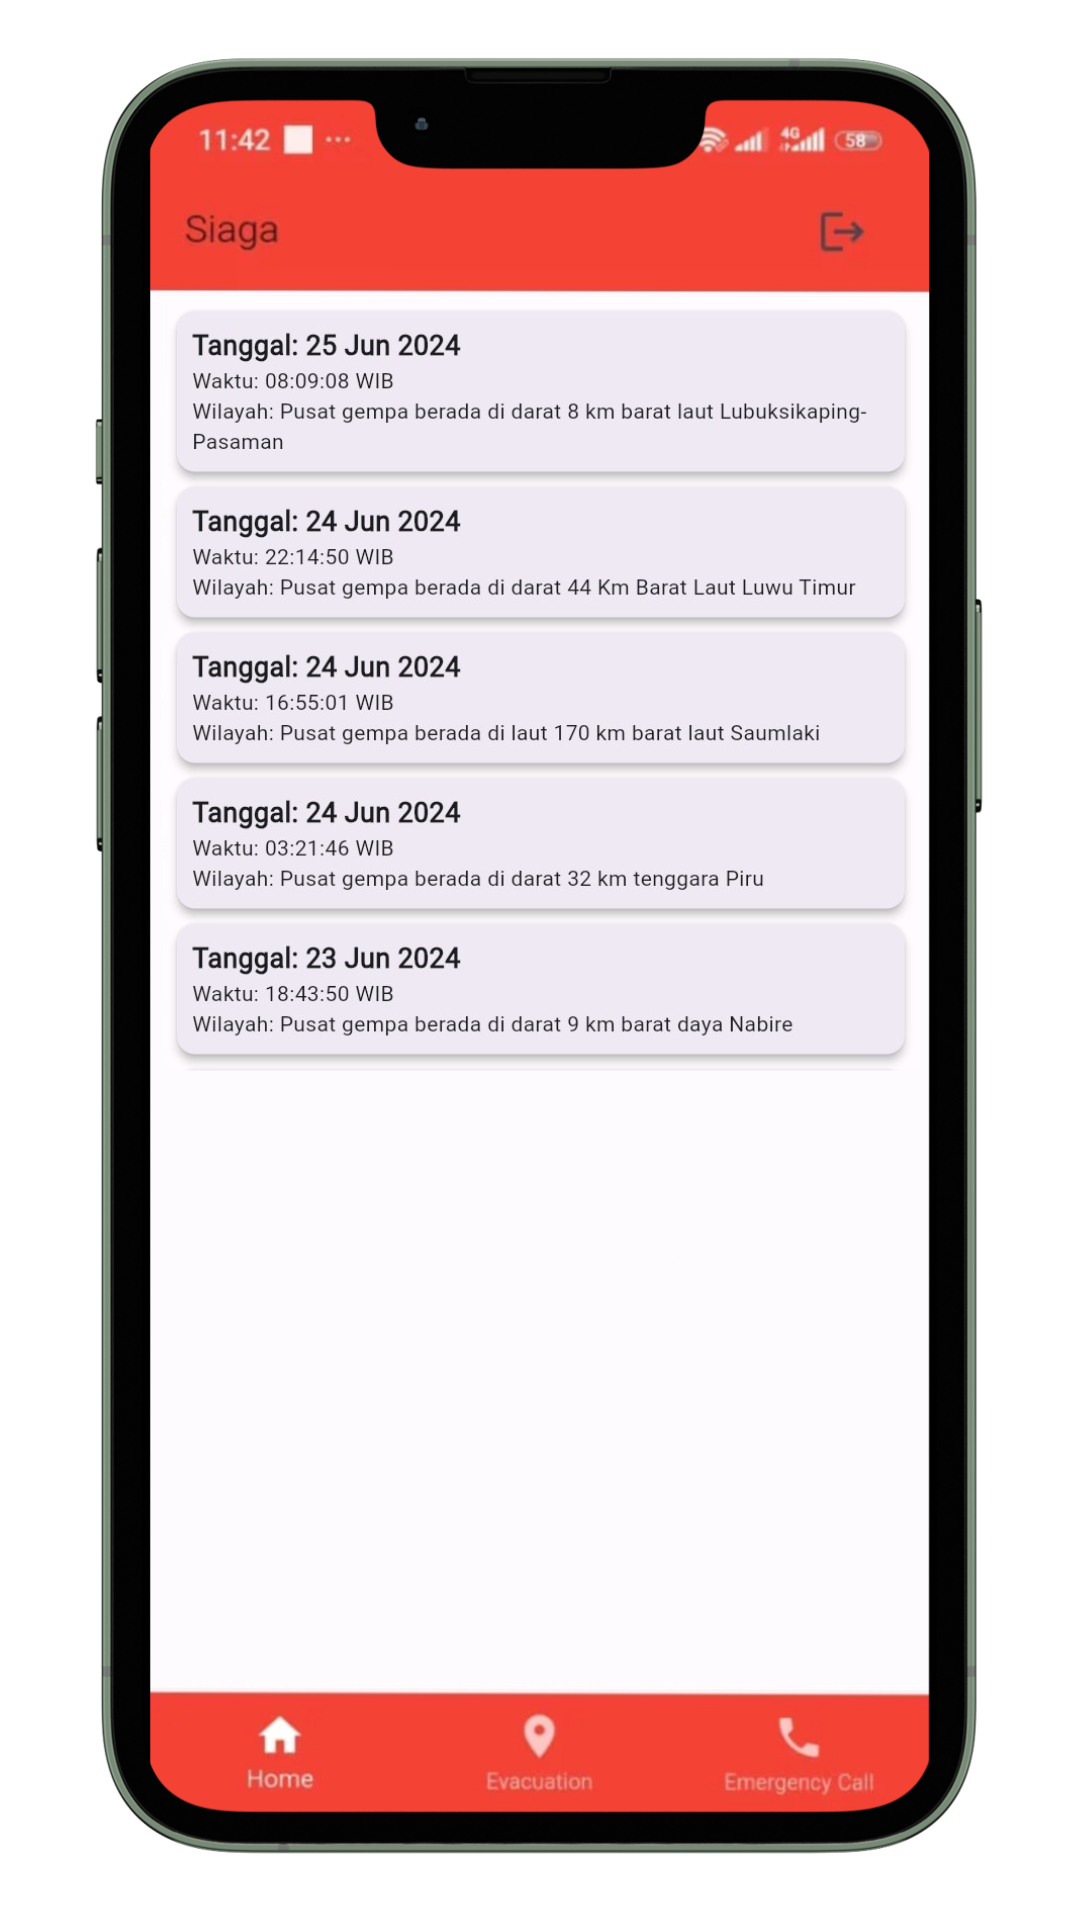 11:42
4G
58
Siaga
Tanggal: 25 Jun 2024
Waktu: 08:09:08 WIB
Wilayah: Pusat gempa berada di darat 8 km barat laut Lubuksikaping-
Pasaman
Tanggal: 24 Jun 2024
Waktu: 22:14:50 WIB
Wilayah: Pusat gempa berada di darat 44 Km Barat Laut Luwu Timur
Tanggal: 24 Jun 2024
Waktu: 16:55:01 WIB
Wilayah: Pusat gempa berada di laut 170 km barat laut Saumlaki
Tanggal: 24 Jun 2024
Waktu: 03:21:46 WIB
Wilayah: Pusat gempa berada di darat 32 km tenggara Piru
Tanggal: 23 Jun 2024
Waktu: 18:43:50 WIB
Wilayah: Pusat gempa berada di darat 9 km barat daya Nabire
Home
Evacuation
Emergency Call